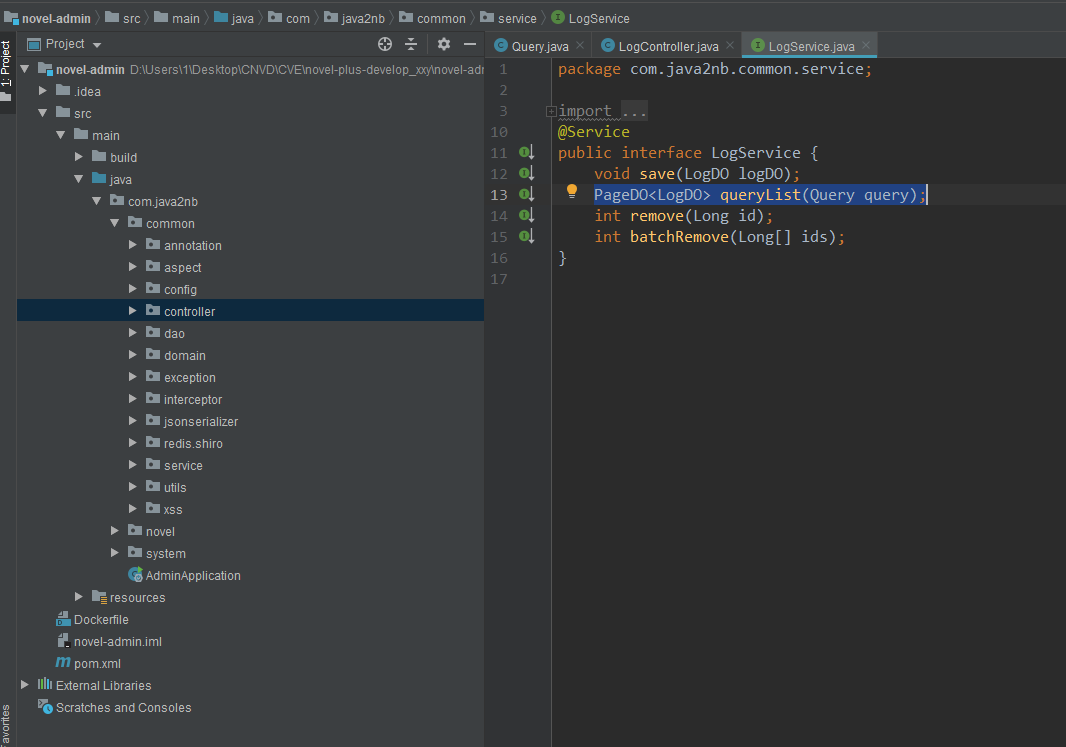 novel-admin src main java com java2nb common service LogService
Project
Query.java LogController.java LogService.java
1: Project
novel-admin D:\Users\1\Desktop\CNVD\CVE\novel-plus-develop_xxy\novel-adr
.idea
src
main
build
java
com.java2nb
common
annotation
aspect
config
controller
dao
domain
exception
interceptor
jsonserializer
redis.shiro
service
utils
xss
novel
system
AdminApplication
resources
Dockerfile
novel-admin.iml
pom.xml
External Libraries
Scratches and Consoles
avorites
1 package com.java2nb.common.service;
2
3 import ...
10 @Service
11 public interface LogService {
12 void save(LogDO logDO);
13 PageDO<LogDO> queryList(Query query);
14 int remove(Long id);
15 int batchRemove(Long[] ids);
16 }
17